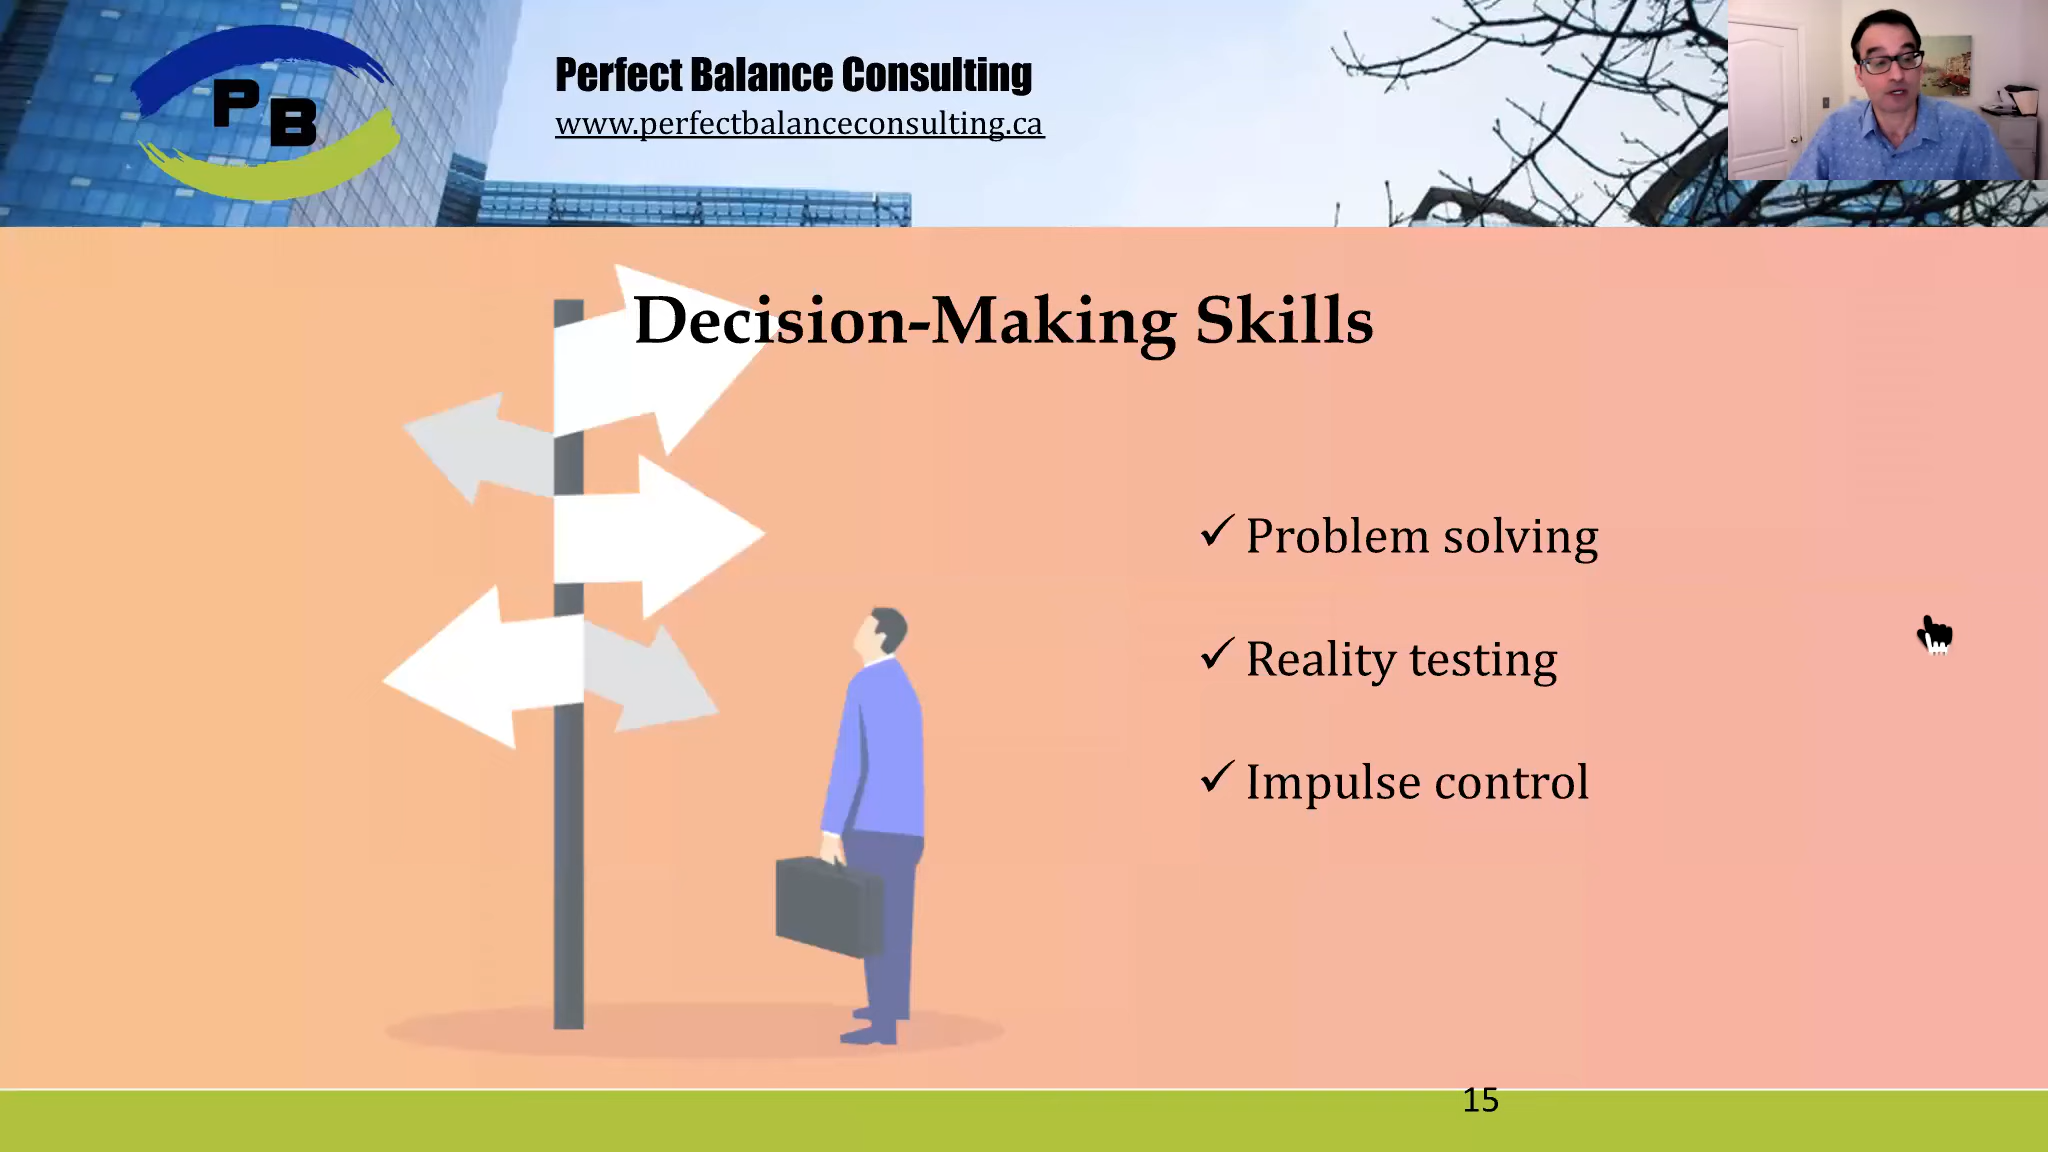 PB
Perfect Balance Consulting
www.perfectbalanceconsulting.ca
Decision-Making Skills
✓ Problem solving
✓ Reality testing
✓ Impulse control
15